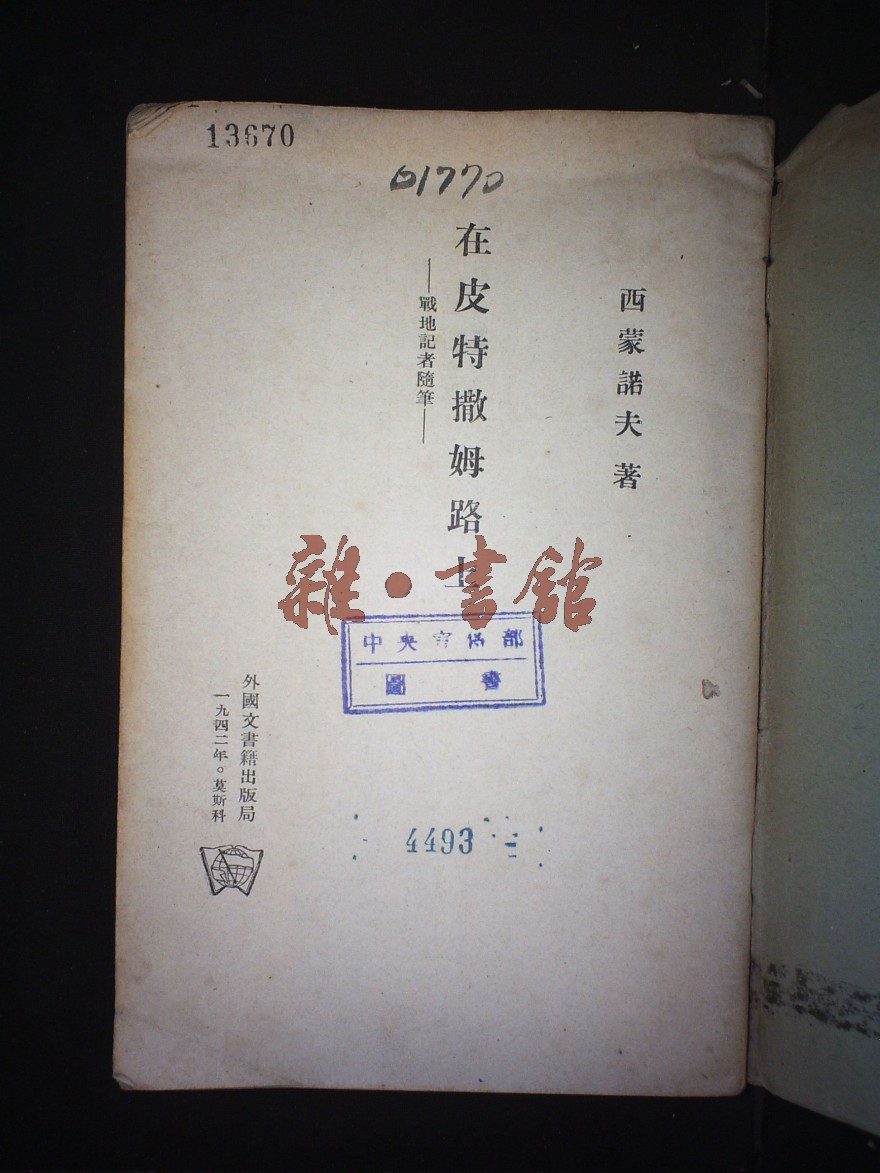 13670
61770
西蒙諾夫 著
在皮特撒姆路上
——戰地記者隨筆——
雜·書館
中央宣傳部
圖書
外國文書籍出版局
一九四二年。莫斯科
4493